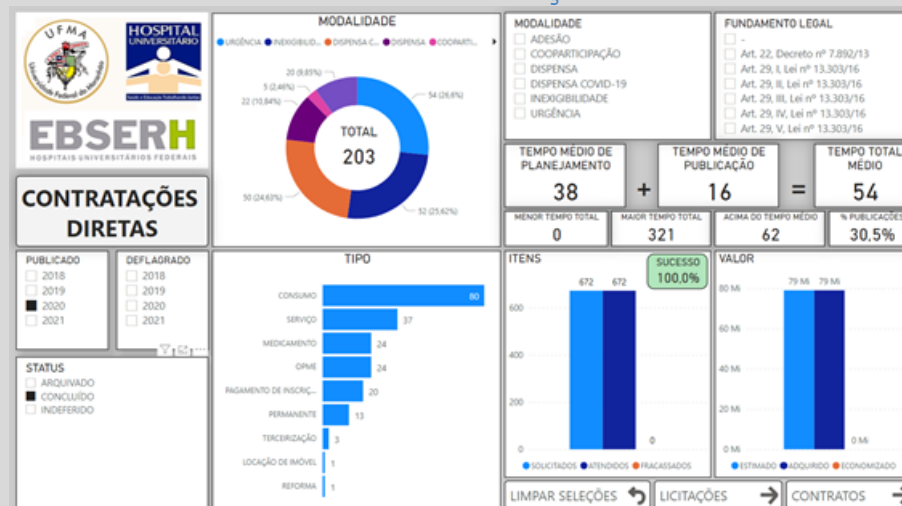 UFMA
Universidade Federal do Maranhão
HOSPITAL
UNIVERSITÁRIO
EBSERH
HOSPITAIS UNIVERSITÁRIOS FEDERAIS
CONTRATAÇÕES
DIRETAS
PUBLICADO
2018
2019
2020
2021
DEFLAGRADO
2018
2019
2020
2021
STATUS
ARQUIVADO
CONCLUÍDO
INDEFERIDO
MODALIDADE
URGÊNCIA INEXIGIBILID... DISPENSA C... DISPENSA COOPARTI...
20 (9,85%)
5 (2,46%)
22 (10,84%)
54 (26,6%)
TOTAL
203
50 (24,63%)
52 (25,62%)
TIPO
CONSUMO 80
SERVIÇO 37
MEDICAMENTO 24
OPME 24
PAGAMENTO DE INSCRIÇ... 20
PERMANENTE 13
TERCEIRIZAÇÃO 3
LOCAÇÃO DE IMÓVEL 1
REFORMA 1
MODALIDADE
ADESÃO
COOPARTICIPAÇÃO
DISPENSA
DISPENSA COVID-19
INEXIGIBILIDADE
URGÊNCIA
FUNDAMENTO LEGAL
-
Art. 22, Decreto nº 7.892/13
Art. 29, I, Lei nº 13.303/16
Art. 29, II, Lei nº 13.303/16
Art. 29, III, Lei nº 13.303/16
Art. 29, IV, Lei nº 13.303/16
Art. 29, V, Lei nº 13.303/16
TEMPO MÉDIO DE
PLANEJAMENTO
38
+
TEMPO MÉDIO DE
PUBLICAÇÃO
16
=
TEMPO TOTAL
MÉDIO
54
MENOR TEMPO TOTAL
0
MAIOR TEMPO TOTAL
321
ACIMA DO TEMPO MÉDIO
62
% PUBLICAÇÕES
30,5%
ITENS
SUCESSO
100,0%
672 672
600
400
200
0
0
SOLICITADOS ATENDIDOS FRACASSADOS
VALOR
79 Mi 79 Mi
80 Mi
60 Mi
40 Mi
20 Mi
0 Mi
0 Mi
ESTIMADO ADQUIRIDO ECONOMIZADO
LIMPAR SELEÇÕES
LICITAÇÕES
CONTRATOS